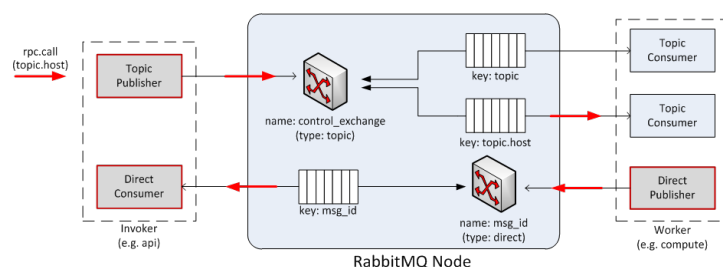 rpc.call
(topic.host)
Topic
Publisher
name: control_exchange
(type: topic)
key: topic
key: topic.host
Topic
Consumer
Topic
Consumer
Direct
Consumer
key: msg_id
name: msg_id
(type: direct)
Direct
Publisher
Invoker
(e.g. api)
Worker
(e.g. compute)
RabbitMQ Node